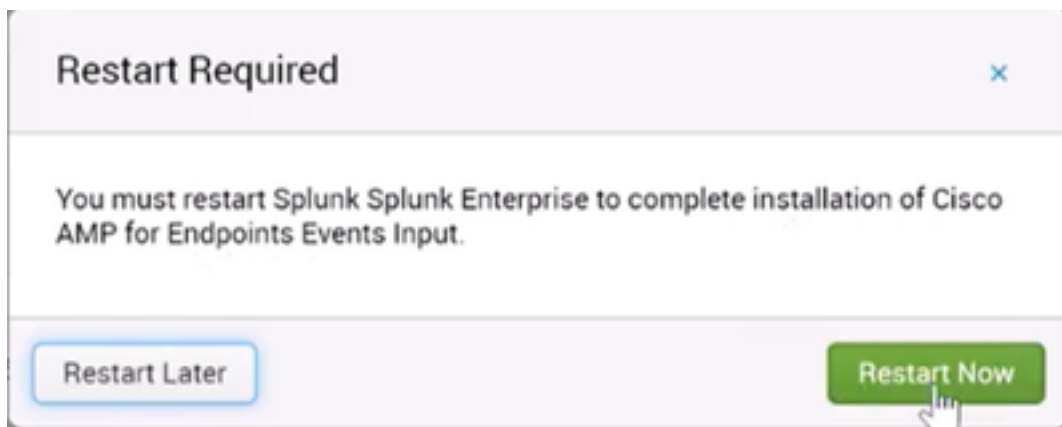 Restart Required
You must restart Splunk Splunk Enterprise to complete installation of Cisco
AMP for Endpoints Events Input.
Restart Later
Restart Now